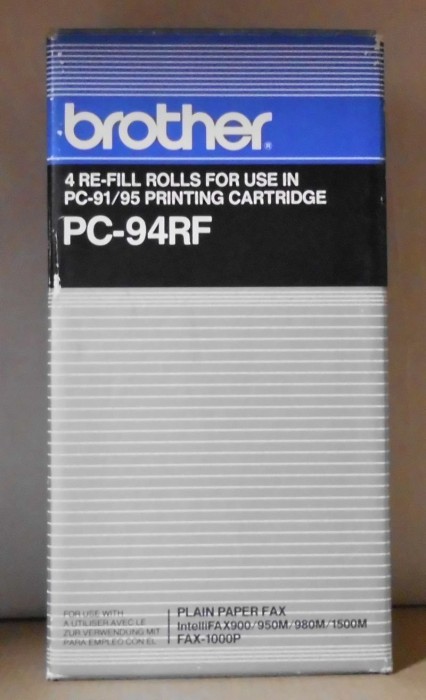 brother®
4 RE-FILL ROLLS FOR USE IN
PC-91/95 PRINTING CARTRIDGE
PC-94RF
FOR USE WITH
A UTILISER AVEC LE
ZUR VERWENDUNG MIT
PARA EMPLEO CON EL
PLAIN PAPER FAX
IntelliFAX900/950M/980M/1500M
FAX-1000P